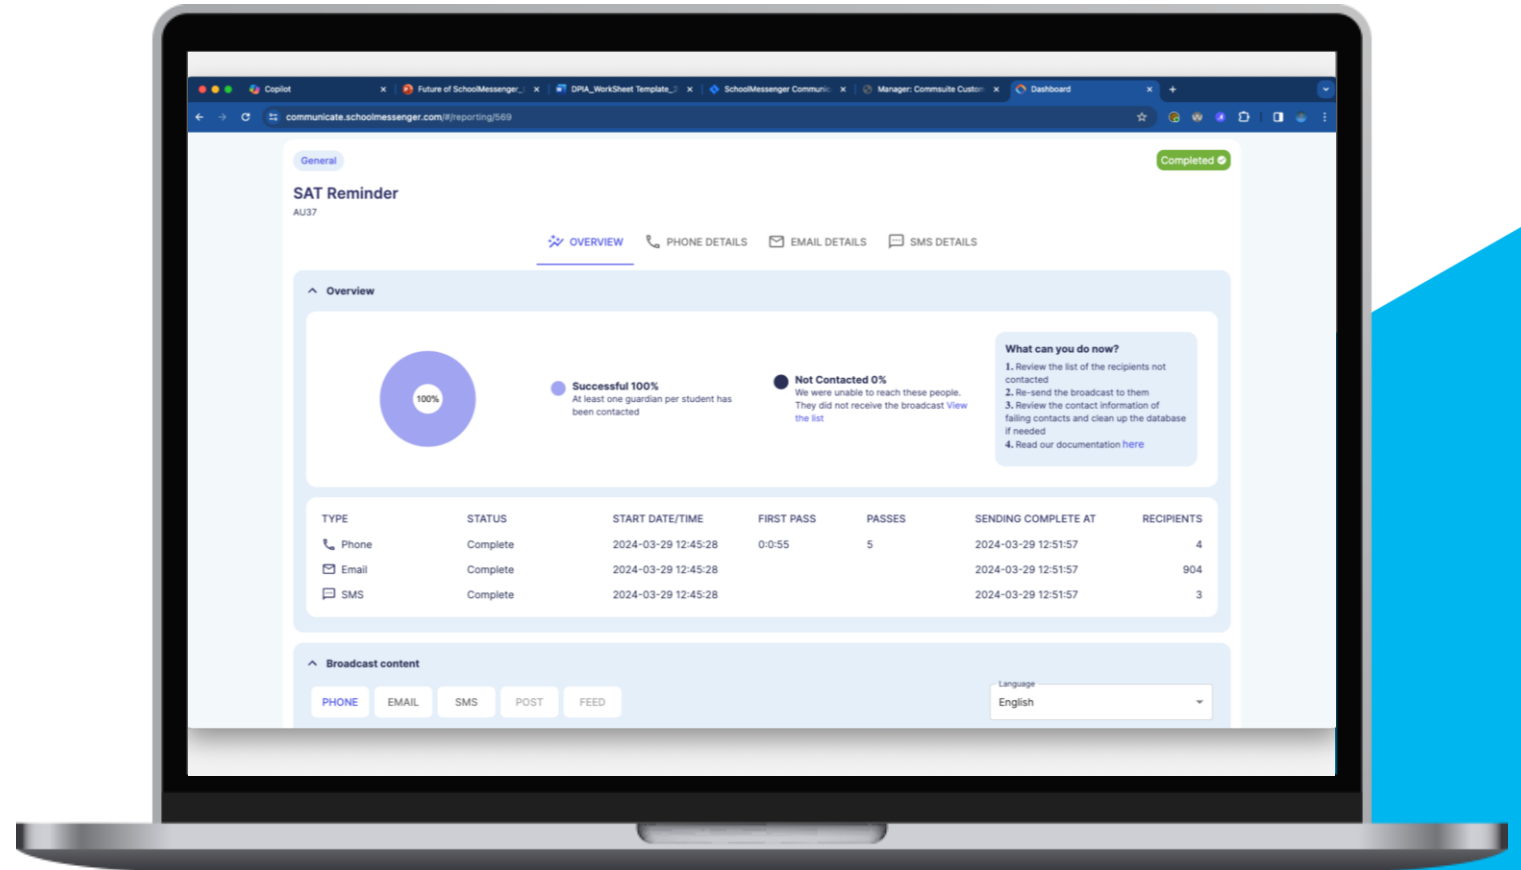 Copilot
Future of SchoolMessenger_
DPIA_WorkSheet Template_2
SchoolMessenger Communic
Manager: Commsuite Custom
Dashboard
communicate.schoolmessenger.com/#/reporting/569
General
Completed
SAT Reminder
AU37
OVERVIEW
PHONE DETAILS
EMAIL DETAILS
SMS DETAILS
Overview
100%
Successful 100%
At least one guardian per student has
been contacted
Not Contacted 0%
We were unable to reach these people.
They did not receive the broadcast View
the list
What can you do now?
1. Review the list of the recipients not
contacted
2. Re-send the broadcast to them
3. Review the contact information of
failing contacts and clean up the database
if needed
4. Read our documentation here
TYPE STATUS START DATE/TIME FIRST PASS PASSES SENDING COMPLETE AT RECIPIENTS
Phone Complete 2024-03-29 12:45:28 0:0:55 5 2024-03-29 12:51:57 4
Email Complete 2024-03-29 12:45:28 2024-03-29 12:51:57 904
SMS Complete 2024-03-29 12:45:28 2024-03-29 12:51:57 3
Broadcast content
Language
PHONE EMAIL SMS POST FEED English